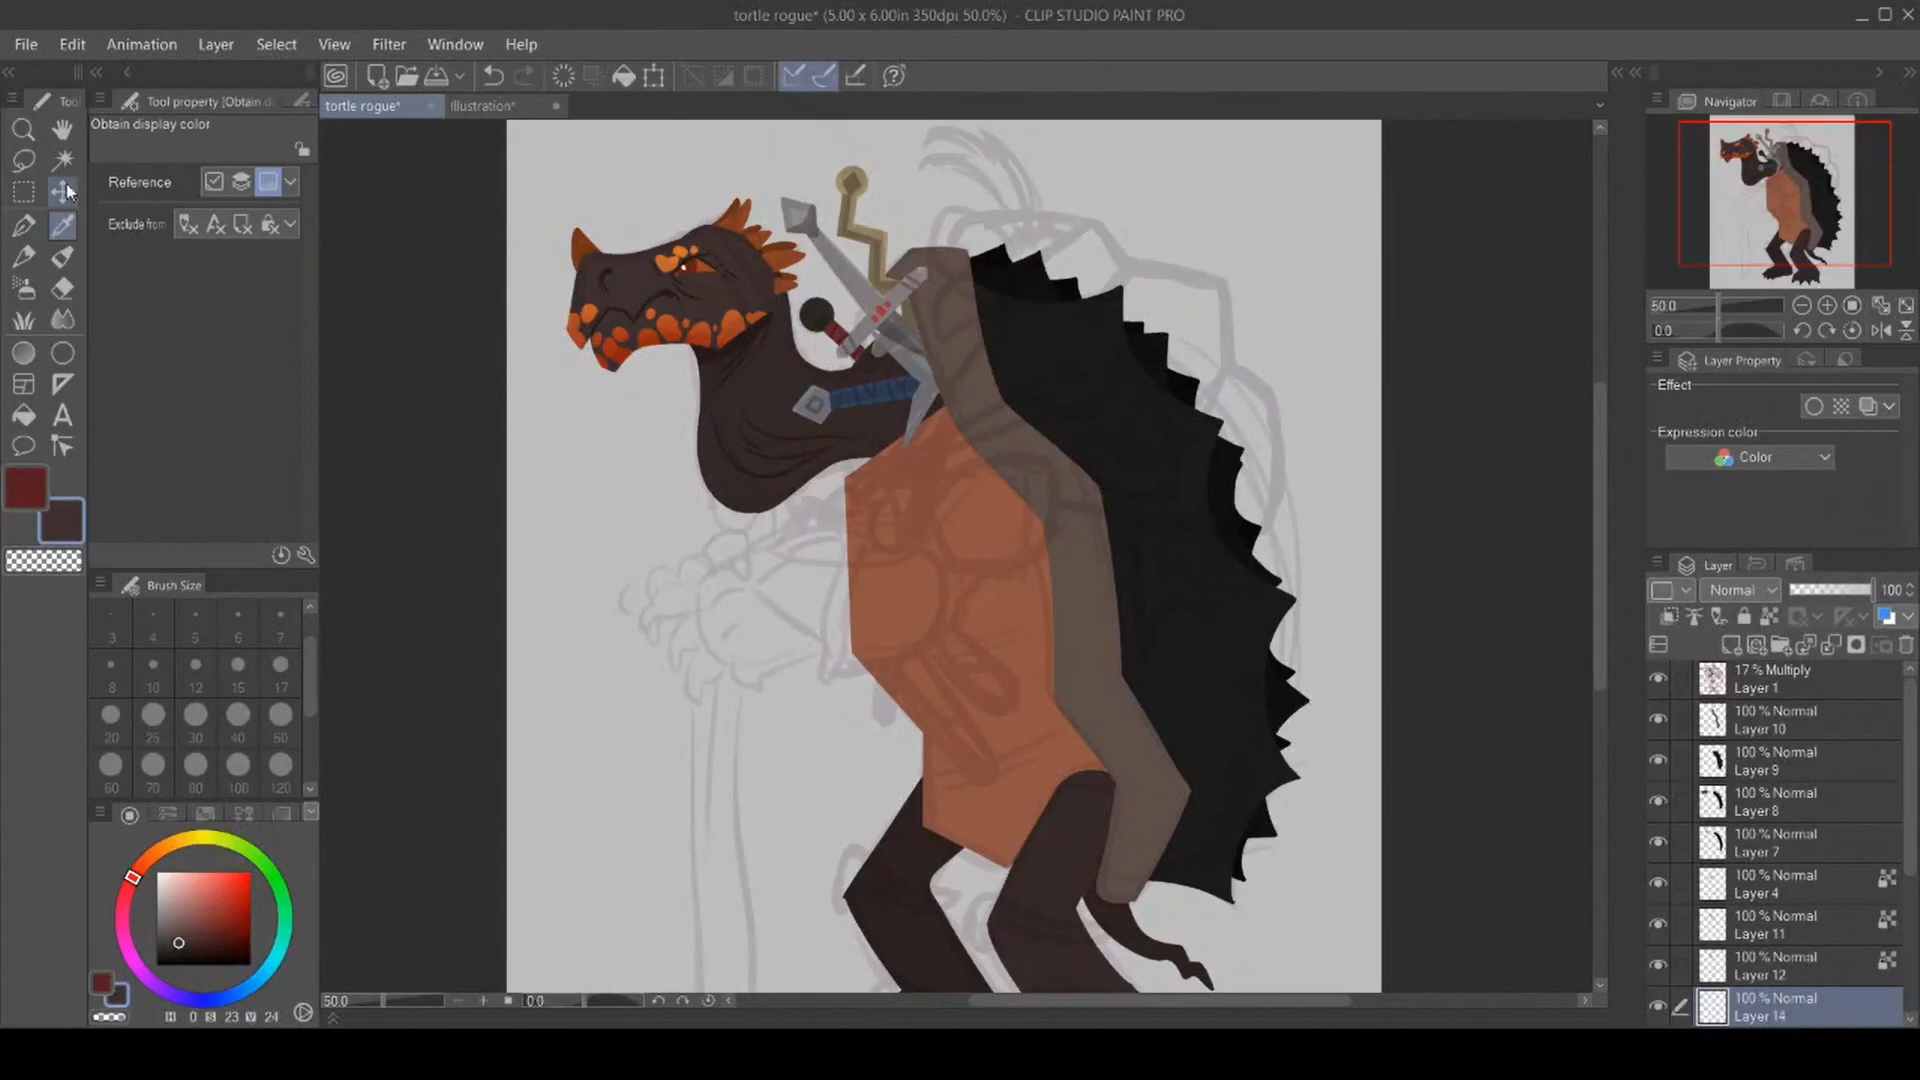 tortle rogue* (5.00 x 6.00in 350dpi 50.0%) - CLIP STUDIO PAINT PRO
File Edit Animation Layer Select View Filter Window Help
Tool property [Obtain d
tortle rogue*
Illustration*
Navigator
Obtain display color
Reference
Exclude from
50.0
0.0
Layer Property
Effect
Expression color
Color
Brush Size
3 4 5 6 7
8 10 12 15 17
20 25 30 40 50
60 70 80 100 120
H 0 S 23 V 24
50.0
0.0
Layer
Normal
100
17 % Multiply
Layer 1
100 % Normal
Layer 10
100 % Normal
Layer 9
100 % Normal
Layer 8
100 % Normal
Layer 7
100 % Normal
Layer 4
100 % Normal
Layer 11
100 % Normal
Layer 12
100 % Normal
Layer 14